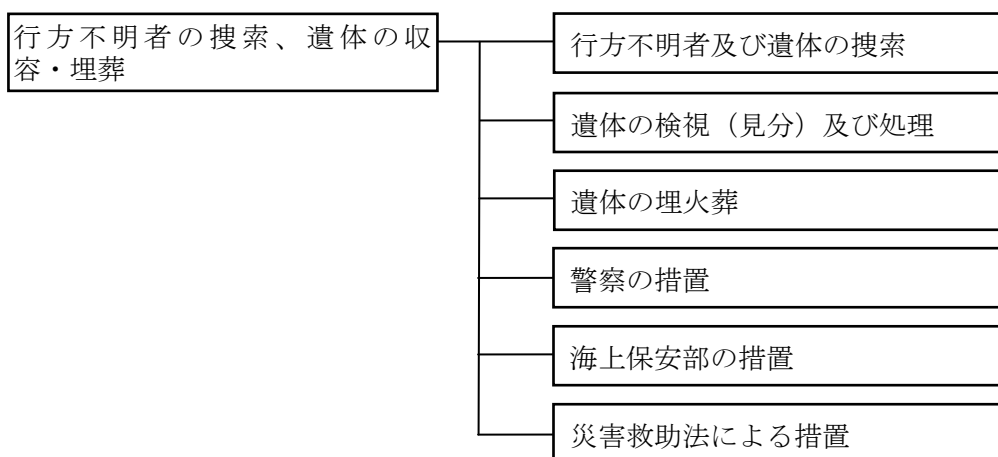 行方不明者の捜索、遺体の収
容・埋葬
行方不明者及び遺体の捜索
遺体の検視（見分）及び処理
遺体の埋火葬
警察の措置
海上保安部の措置
災害救助法による措置